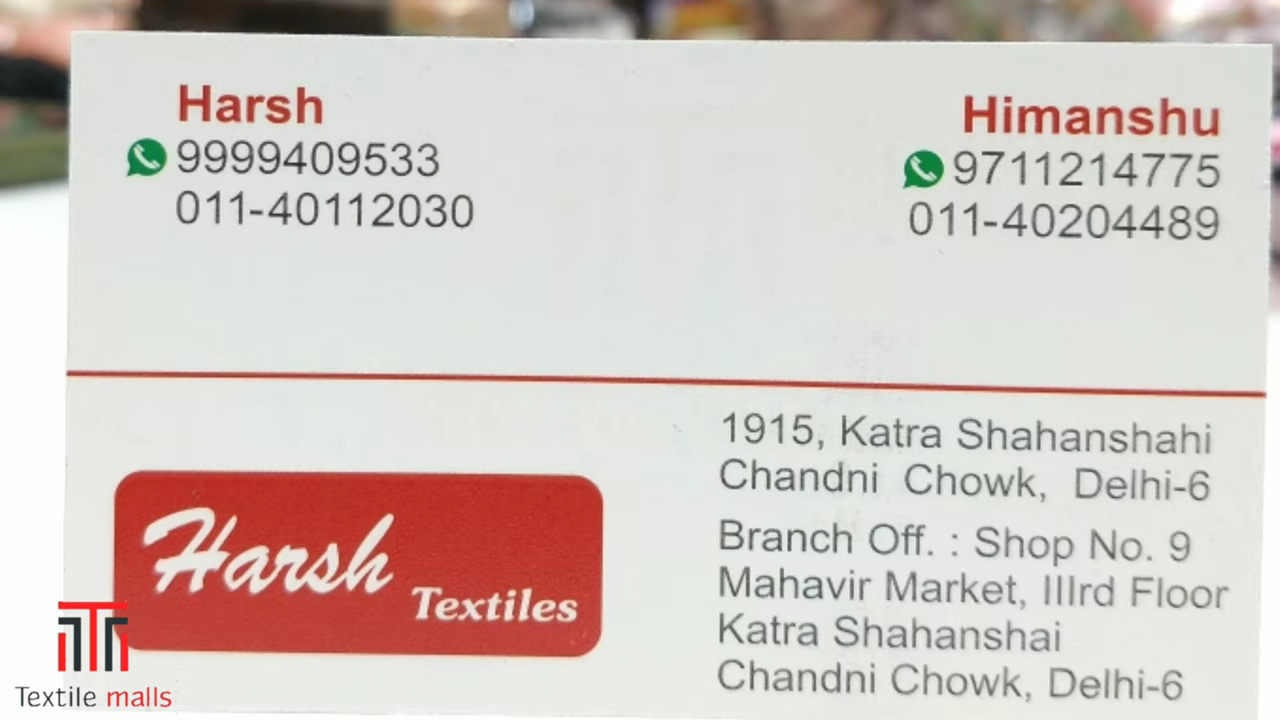 Harsh
9999409533
011-40112030
Himanshu
9711214775
011-40204489
1915, Katra Shahanshahi
Chandni Chowk, Delhi-6
Branch Off. : Shop No. 9
Mahavir Market, IIIrd Floor
Katra Shahanshai
Chandni Chowk, Delhi-6
Harsh
Textiles
Textile malls